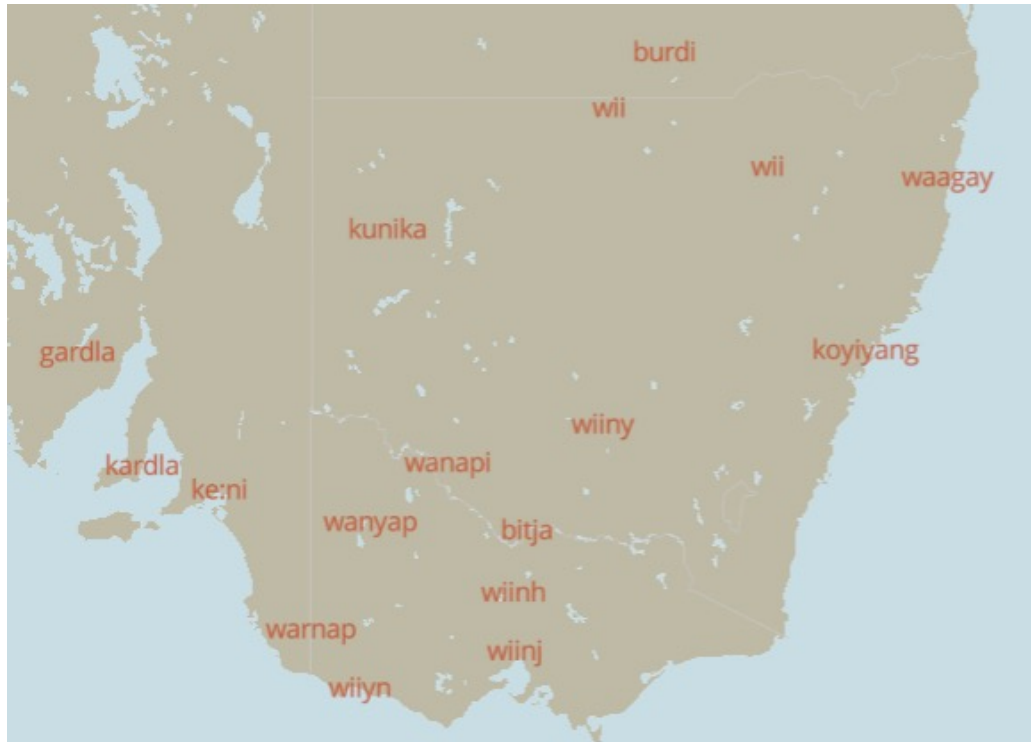 burdi
wii
wii
waagay
kunika
gardla
koyiyang
wiiny
wanapi
kardla
ke:ni
wanyap
bitja
wiinh
warnap
wiinj
wiiyn